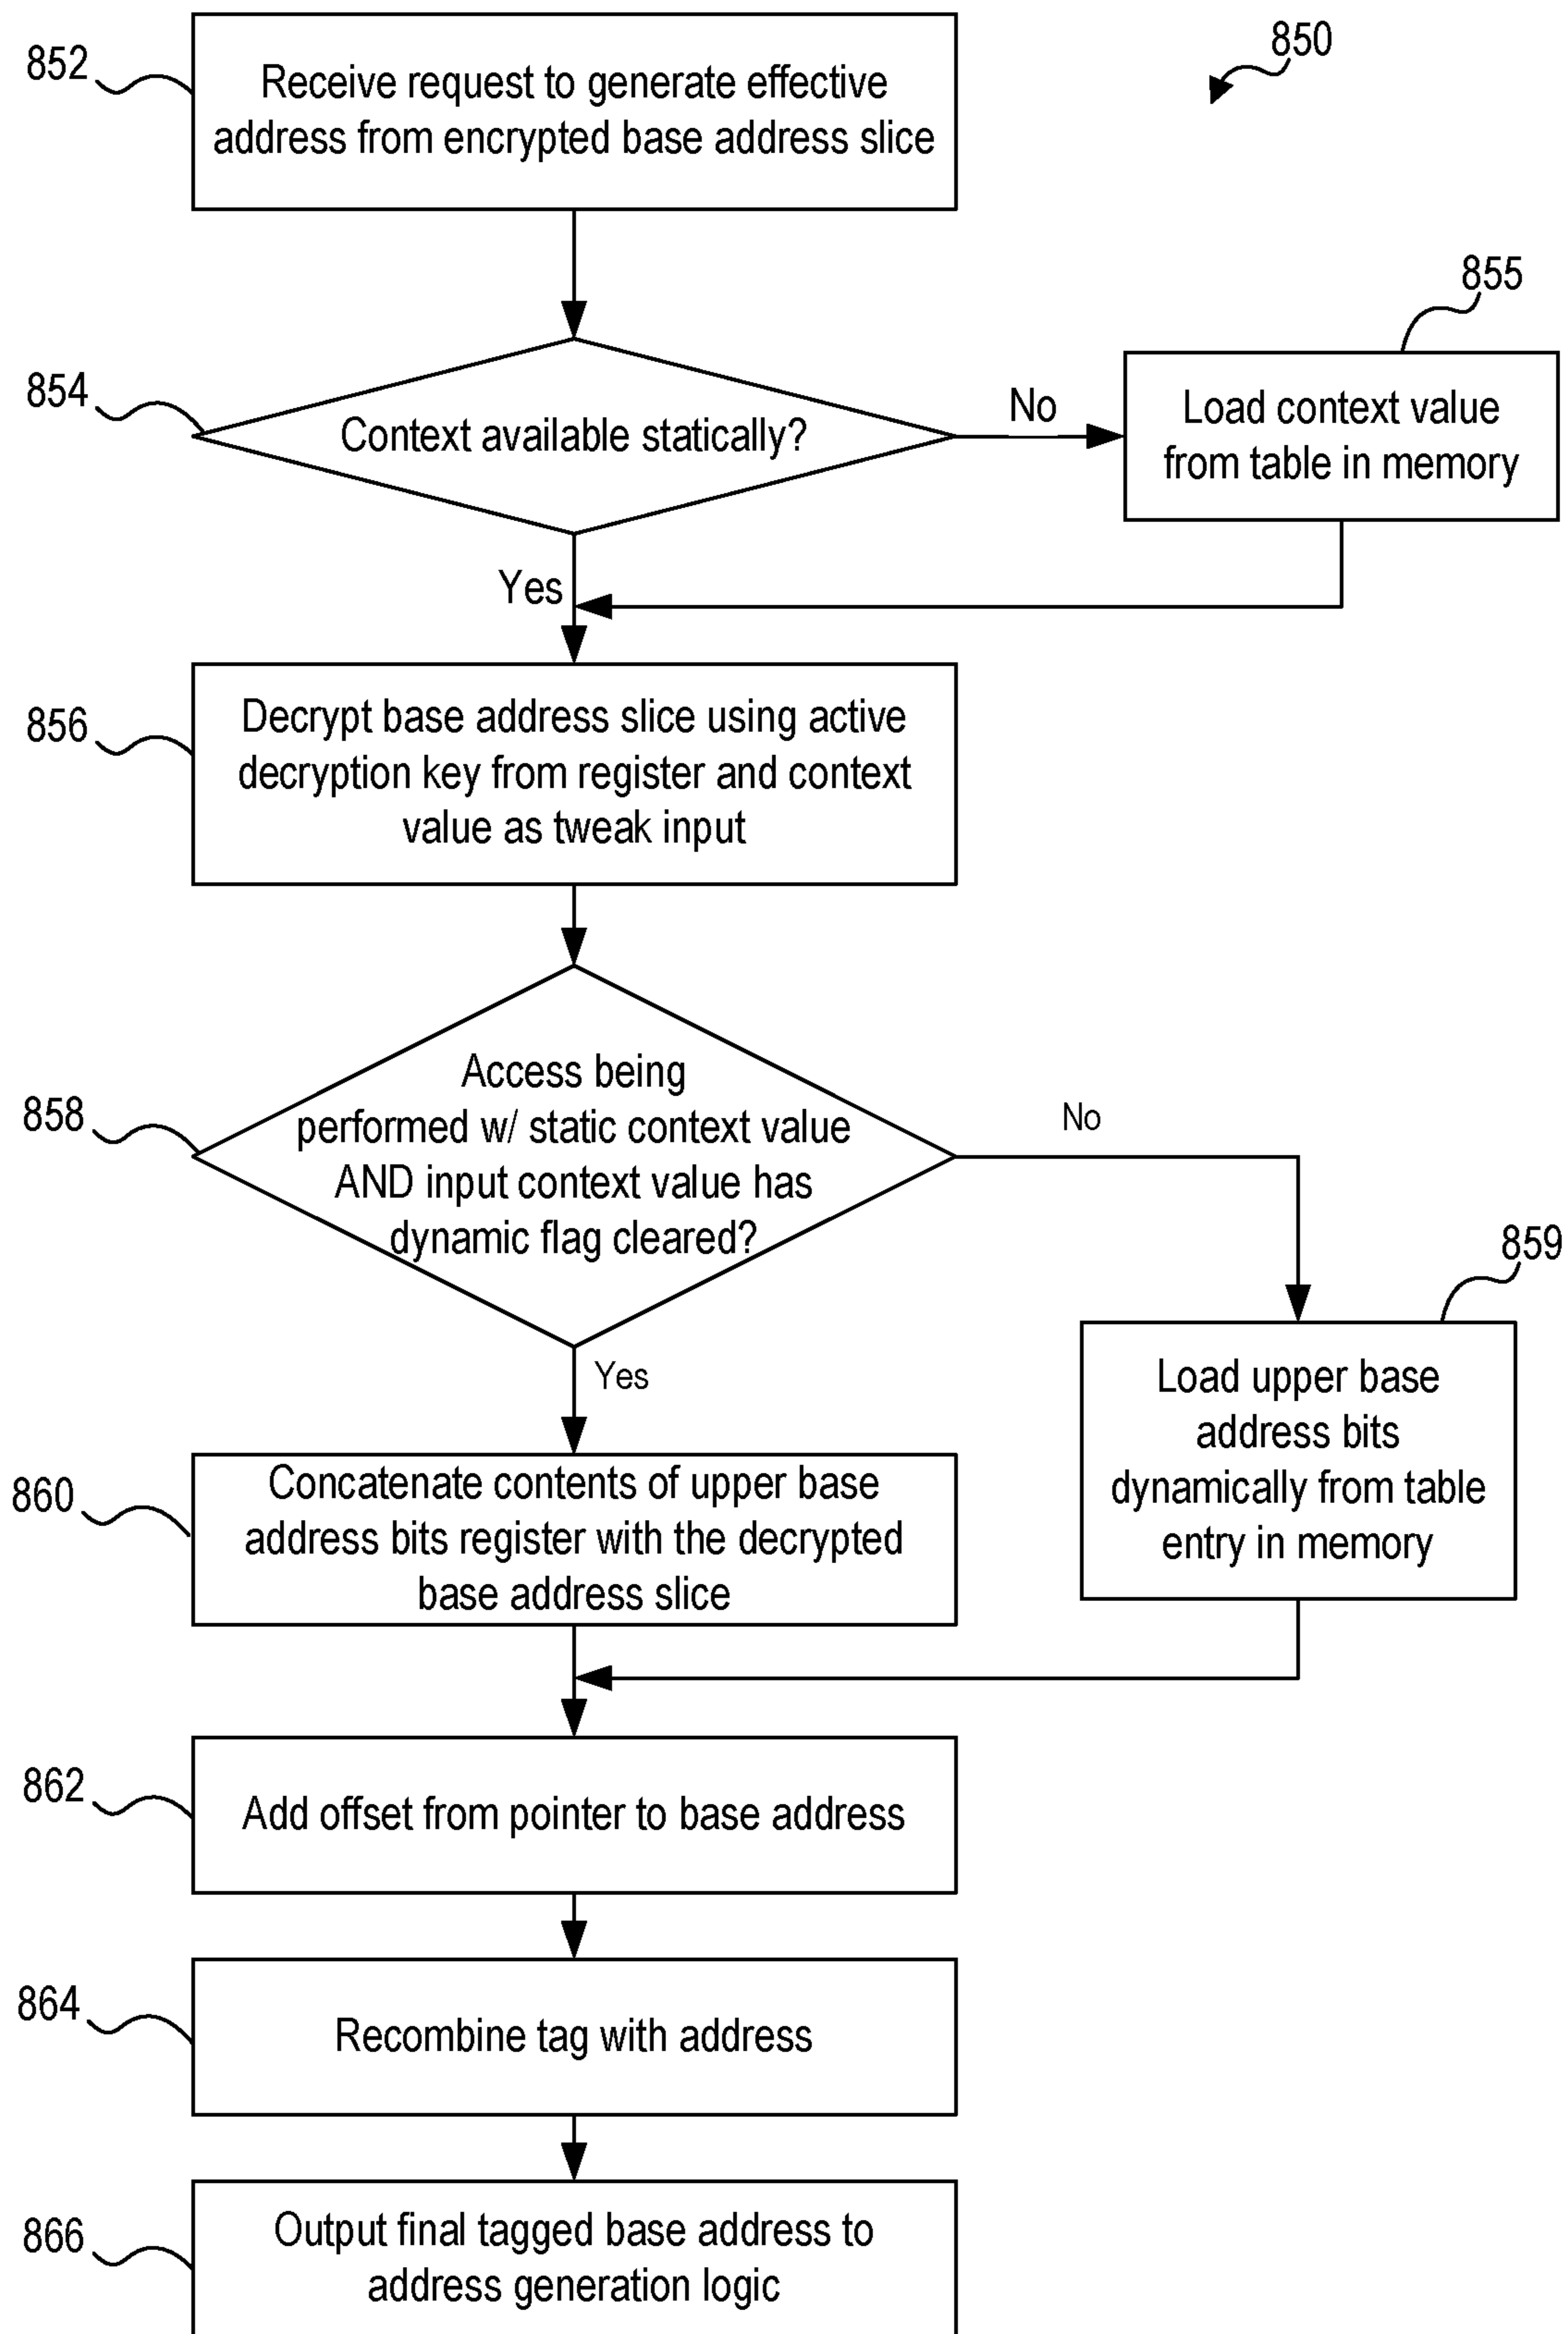 850
852
Receive request to generate effective
address from encrypted base address slice
854
Context available statically?
No
855
Load context value
from table in memory
Yes
856
Decrypt base address slice using active
decryption key from register and context
value as tweak input
858
Access being
performed w/ static context value
AND input context value has
dynamic flag cleared?
No
859
Load upper base
address bits
dynamically from table
entry in memory
Yes
860
Concatenate contents of upper base
address bits register with the decrypted
base address slice
862
Add offset from pointer to base address
864
Recombine tag with address
866
Output final tagged base address to
address generation logic